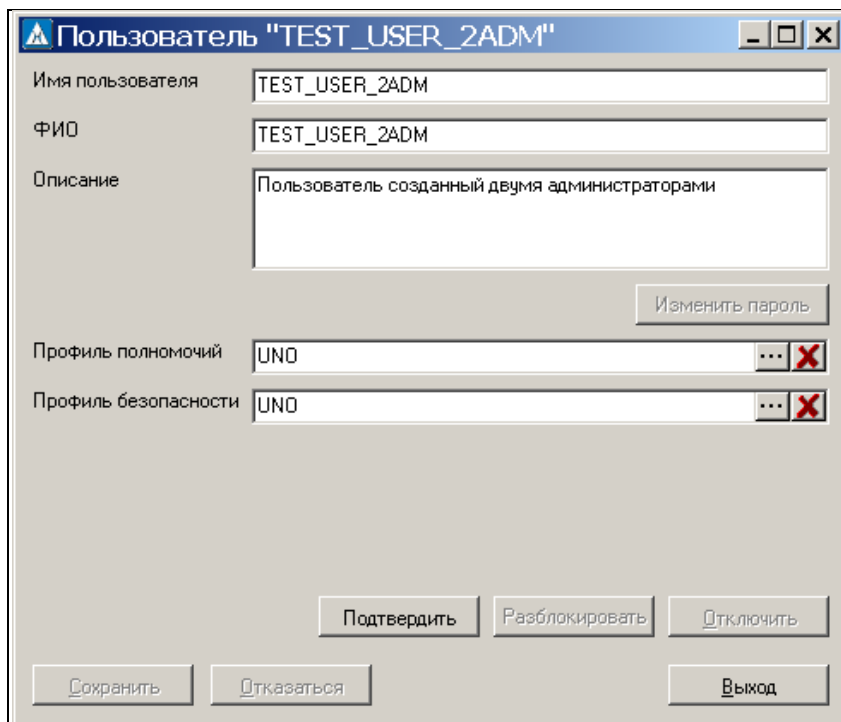 Пользователь "TEST_USER_2ADM"
Имя пользователя TEST_USER_2ADM
ФИО TEST_USER_2ADM
Описание Пользователь созданный двумя администраторами
Изменить пароль
Профиль полномочий UNO ...
Профиль безопасности UNO ...
Подтвердить Разблокировать Отключить
Сохранить Отказаться Выход